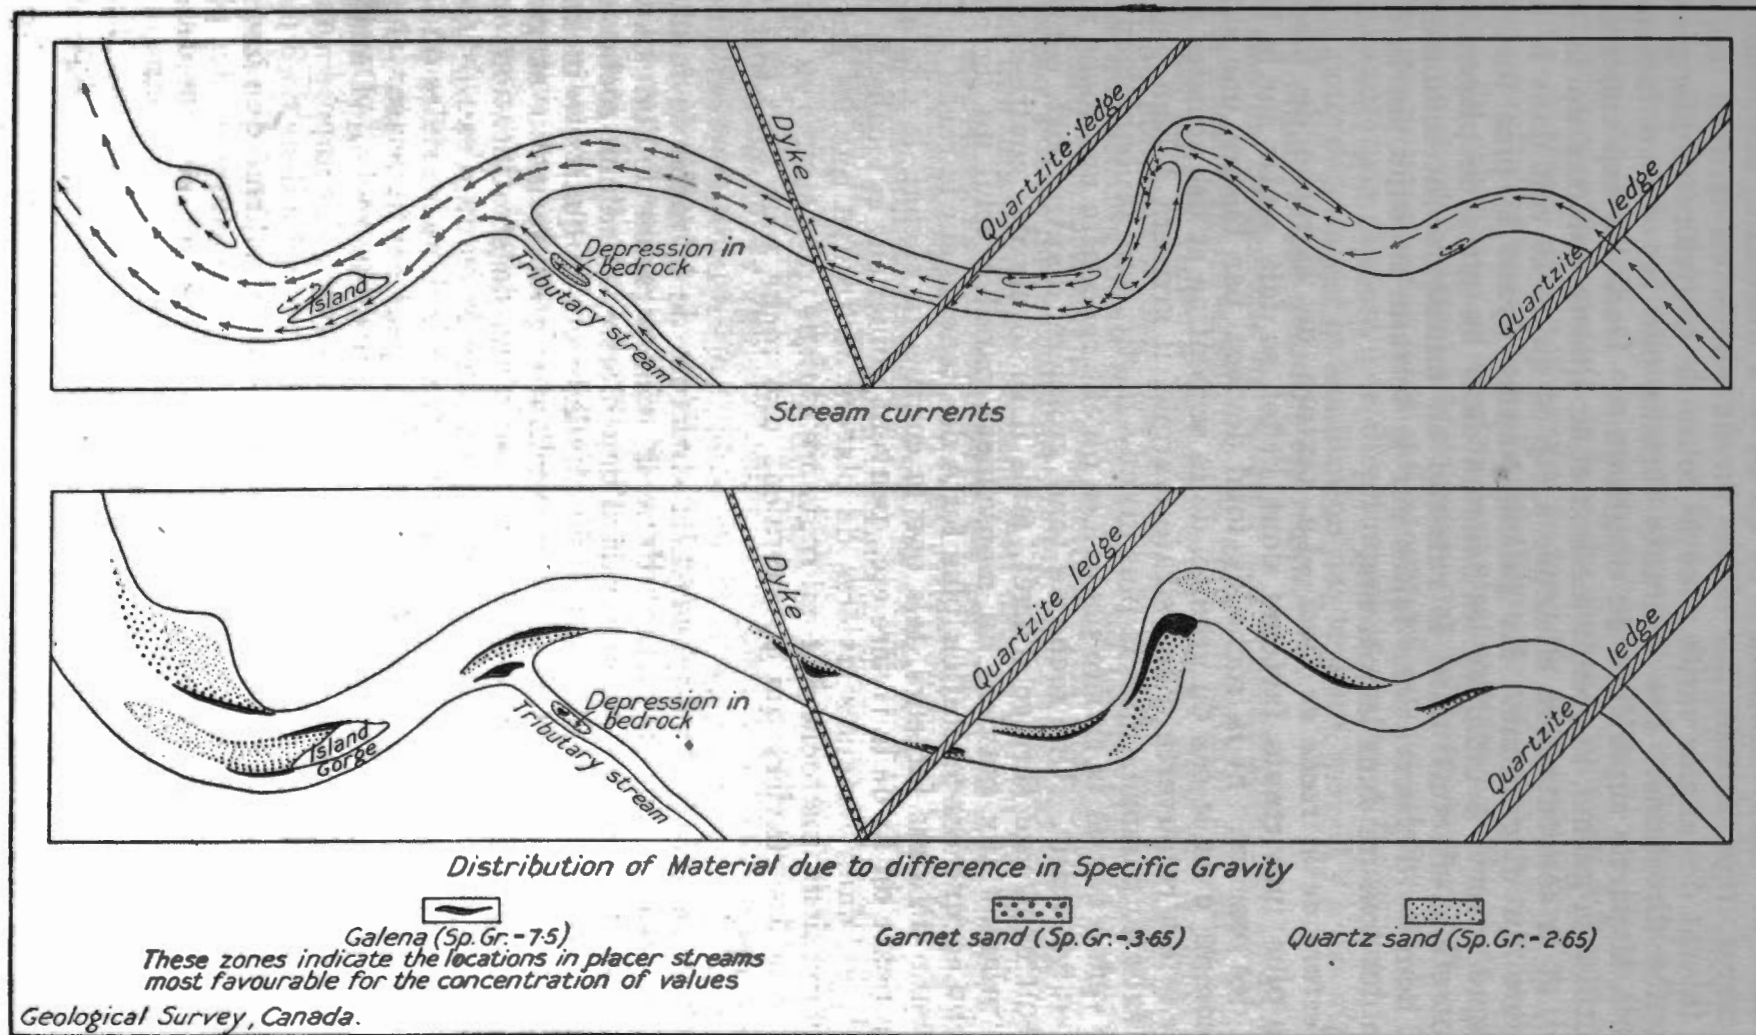 Dyke
Quartzite ledge
Quartzite ledge
Island
Depression in
bedrock
Tributary stream
Stream currents
Dyke
Quartzite ledge
Quartzite ledge
Island
Gorge
Depression in
bedrock
Tributary stream
Distribution of Material due to difference in Specific Gravity
Galena (Sp. Gr. - 7·5)
These zones indicate the locations in placer streams
most favourable for the concentration of values
Garnet sand (Sp. Gr. - 3·65)
Quartz sand (Sp. Gr. - 2·65)
Geological Survey, Canada.